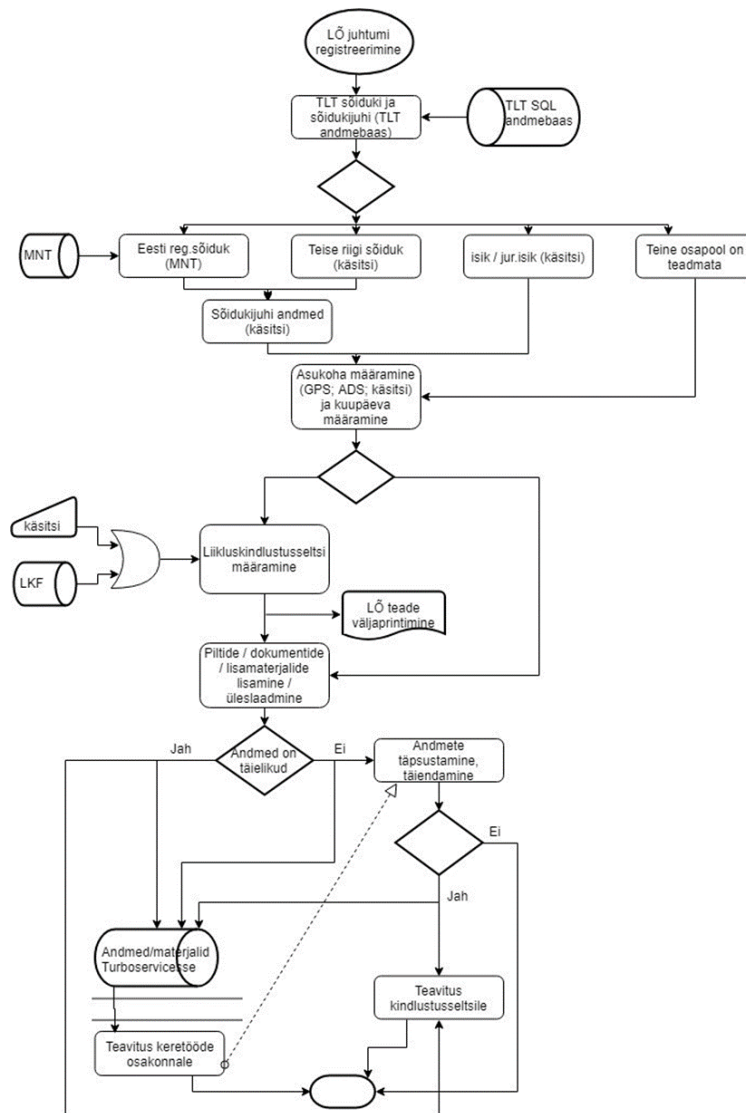 LÕ juhtumi
registreerimine
TLT sõiduki ja
sõidukijuhi (TLT
andmebaas)
TLT SQL
andmebaas
MNT
Eesti reg.sõiduk
(MNT)
Teise riigi sõiduk
(käsitsi)
isik / jur.isik (käsitsi)
Teine osapool on
teadmata
Sõidukijuhi andmed
(käsitsi)
Asukoha määramine
(GPS; ADS; käsitsi)
ja kuupäeva
määramine
käsitsi
LKF
Liikluskindlustusseltsi
määramine
LÕ teade
väljaprintimine
Piltide / dokumentide
/ lisamaterjalide
lisamine /
üleslaadmine
Jah
Andmed on
täielikud
Ei
Andmete
täpsustamine,
täiendamine
Ei
Jah
Andmed/materjalid
Turboservicesse
Teavitus
kindlustusseltsile
Teavitus keretööde
osakonnale